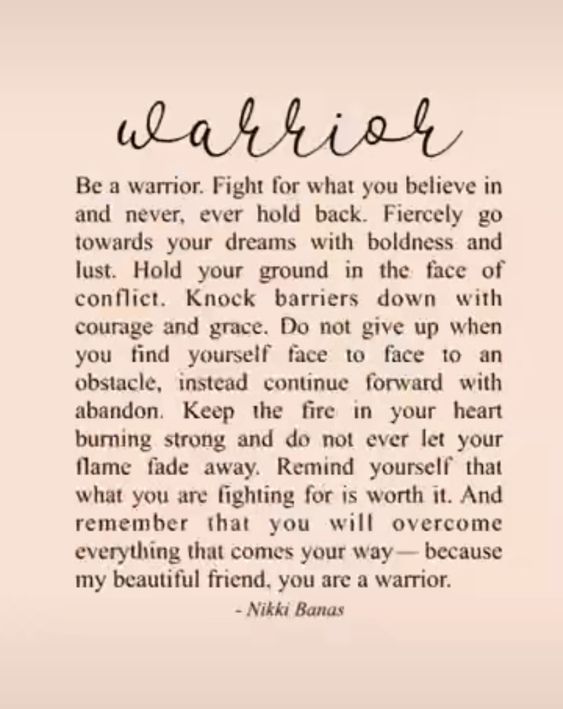 warrior
Be a warrior. Fight for what you believe in
and never, ever hold back. Fiercely go
towards your dreams with boldness and
lust. Hold your ground in the face of
conflict. Knock barriers down with
courage and grace. Do not give up when
you find yourself face to face to an
obstacle, instead continue forward with
abandon. Keep the fire in your heart
burning strong and do not ever let your
flame fade away. Remind yourself that
what you are fighting for is worth it. And
remember that you will overcome
everything that comes your way— because
my beautiful friend, you are a warrior.
- Nikki Banas